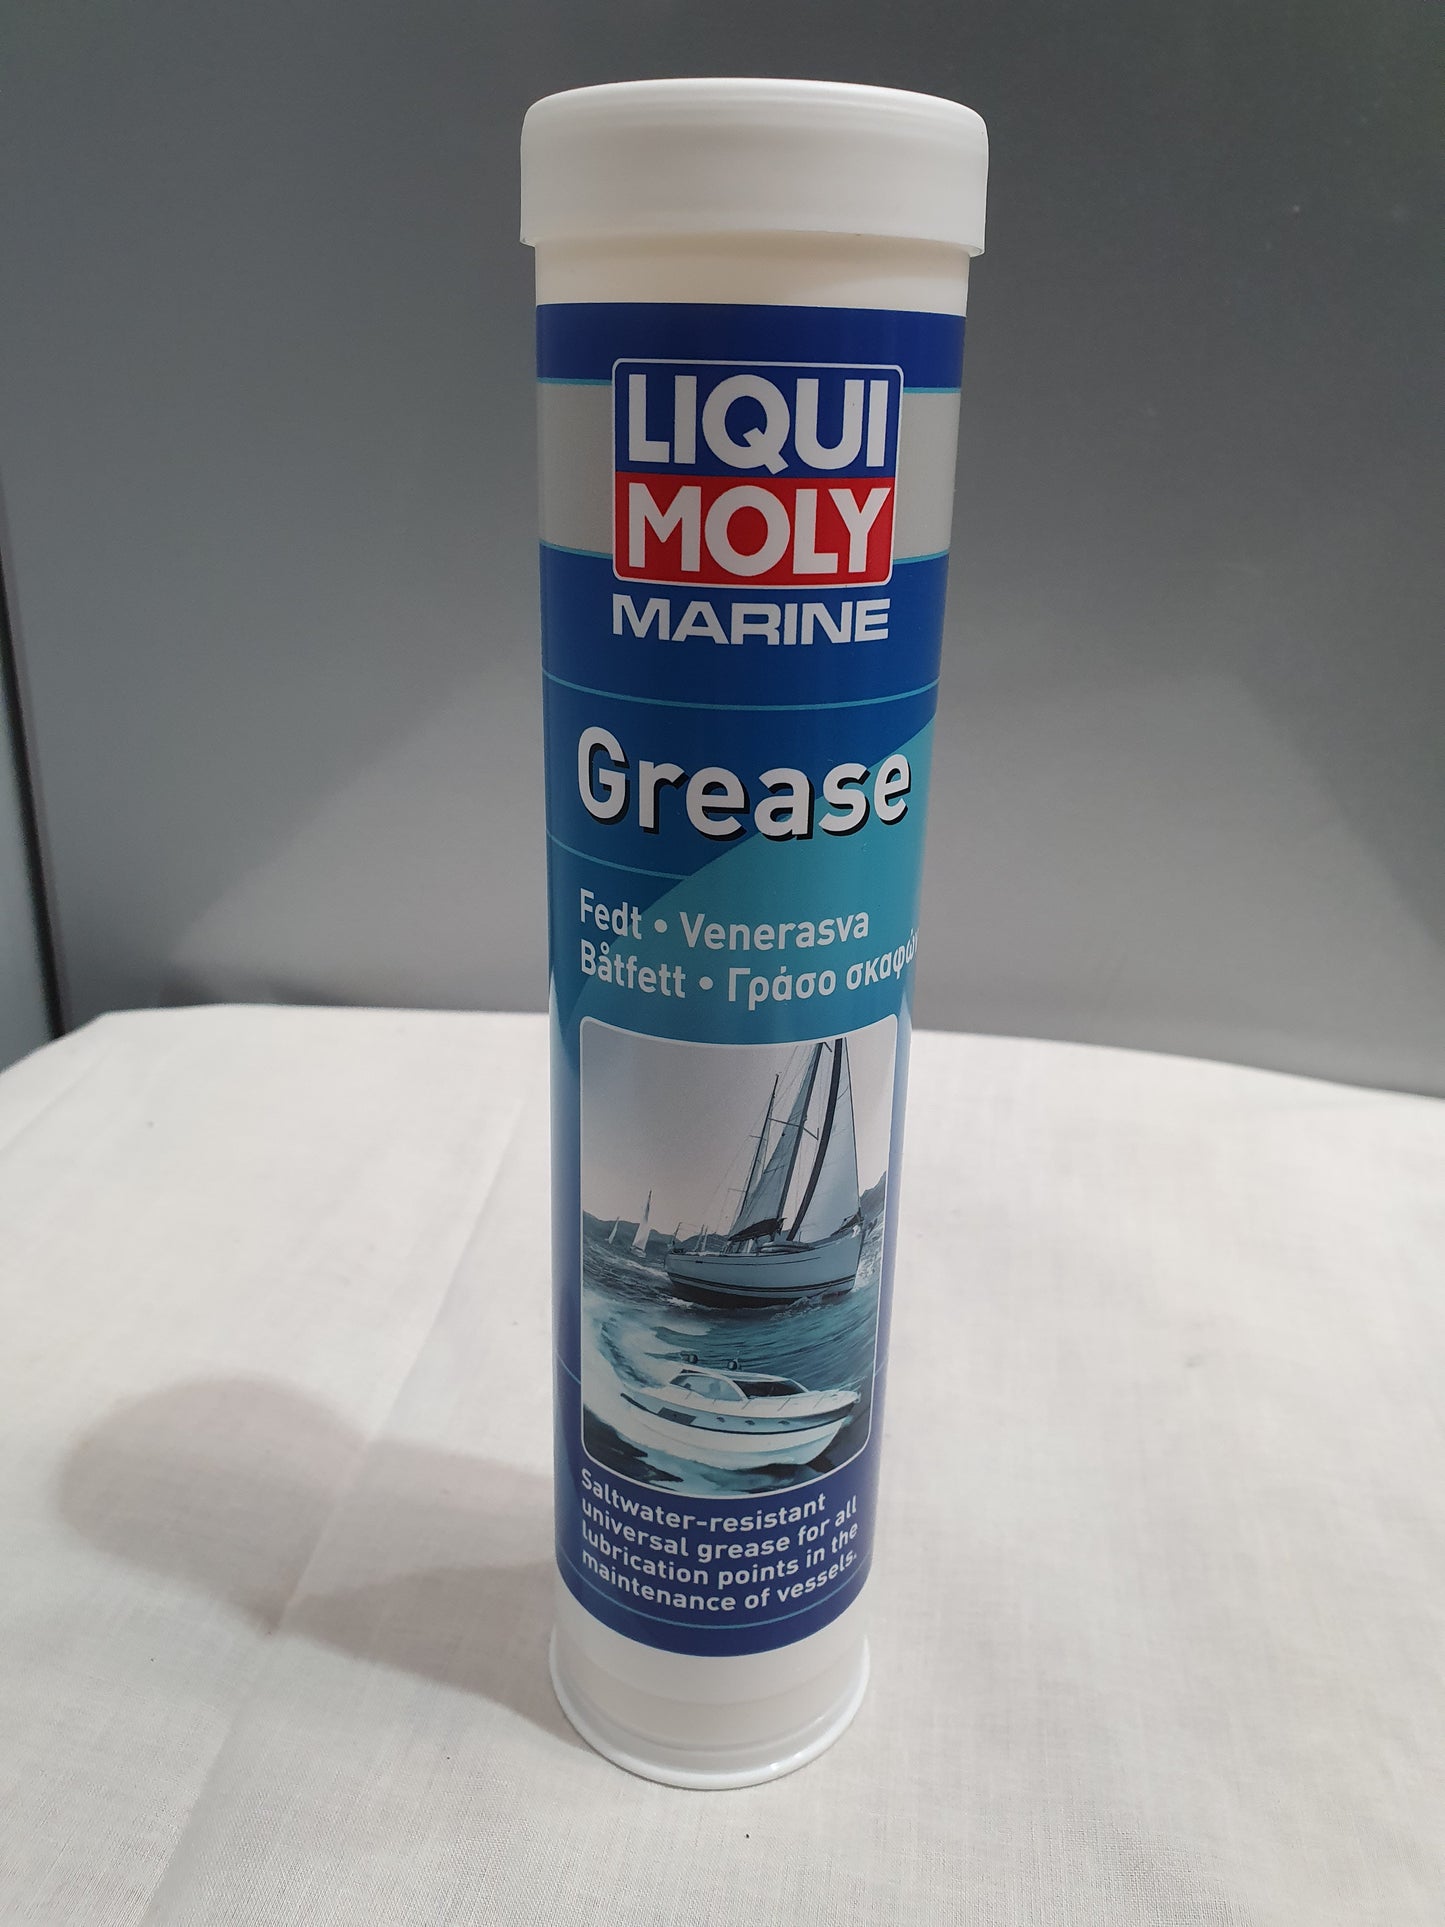 LIQUI
MOLY
MARINE
Grease
Fedt • Venerasva
Båtfett • Γράσο σκαφών
Saltwater-resistant
universal grease for all
lubrication points in the
maintenance of vessels.